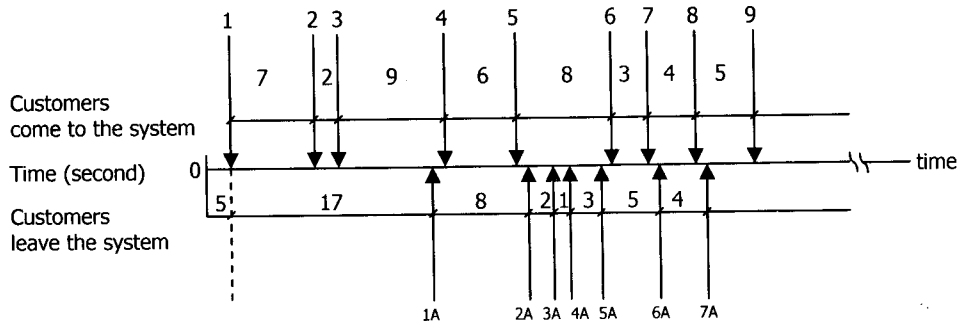 1 2 3 4 5 6 7 8 9
7 2 9 6 8 3 4 5
Customers
come to the system
Time (second) 0 time
5 17 8 2 1 3 5 4
Customers
leave the system
1A 2A 3A 4A 5A 6A 7A